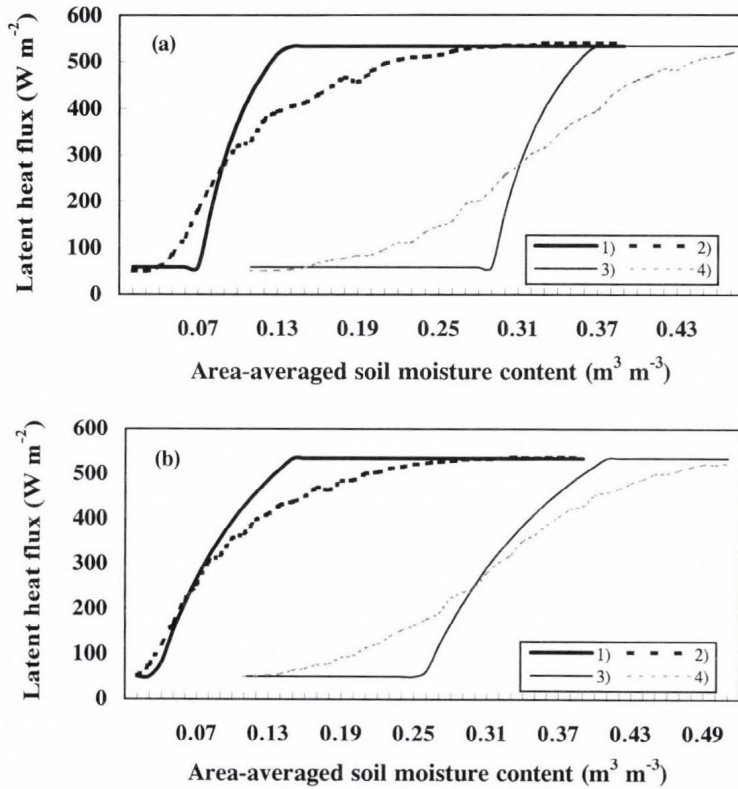 600
(a)
500
400
300
200
100
0
Latent heat flux (W m⁻²)
1) 2)
3) 4)
0.07 0.13 0.19 0.25 0.31 0.37 0.43
Area-averaged soil moisture content (m³ m⁻³)
600
(b)
500
400
300
200
100
0
Latent heat flux (W m⁻²)
1) 2)
3) 4)
0.07 0.13 0.19 0.25 0.31 0.37 0.43 0.49
Area-averaged soil moisture content (m³ m⁻³)